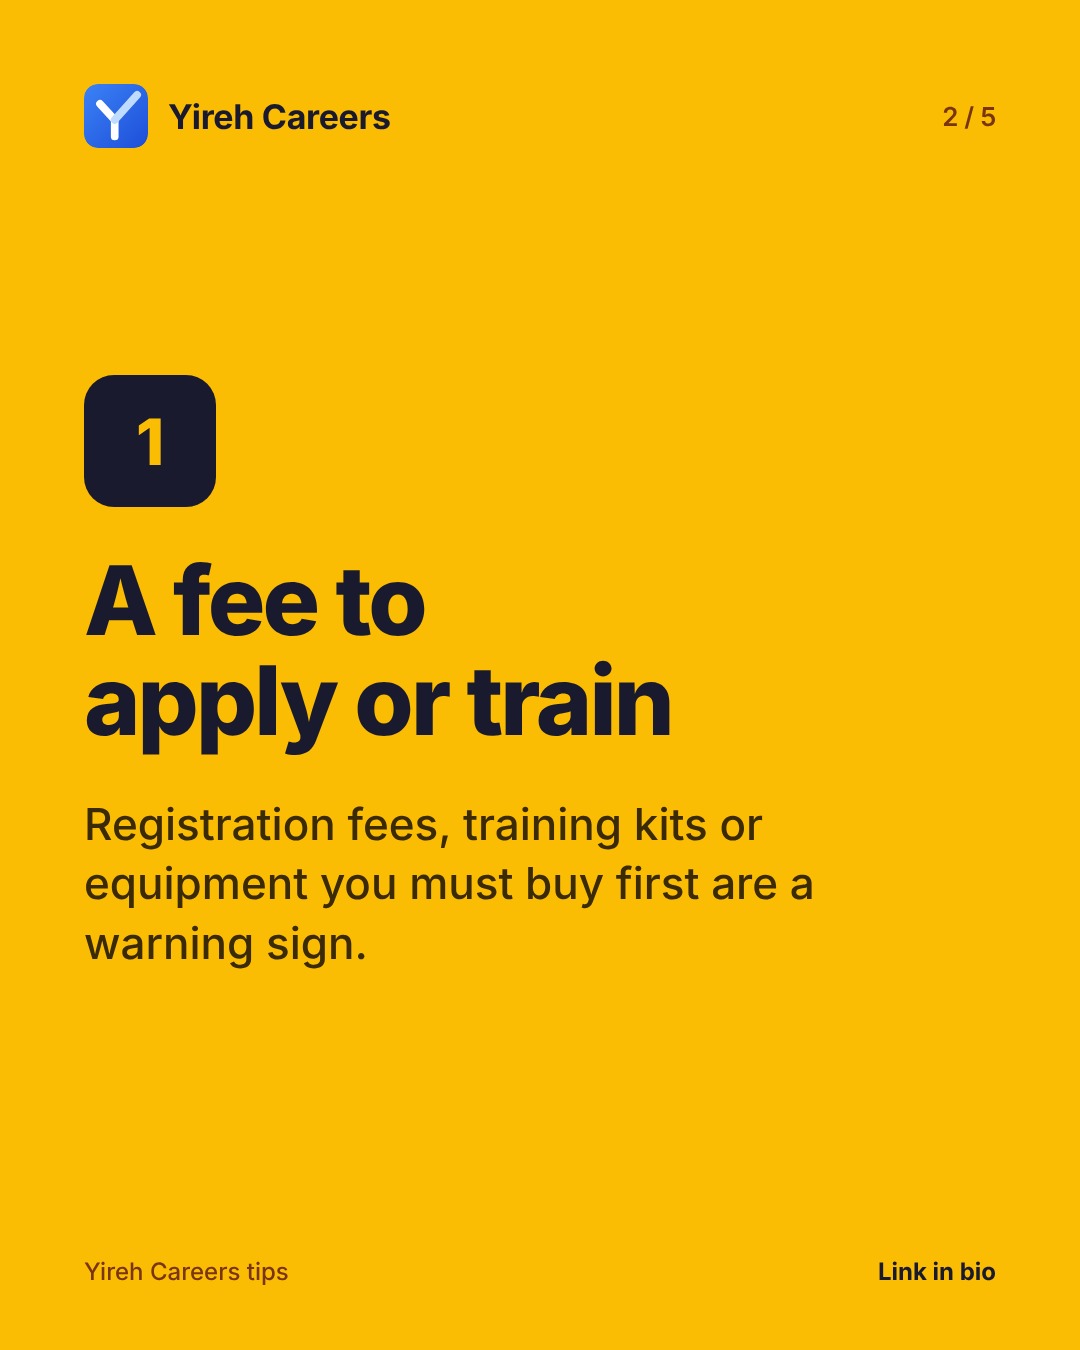 Yireh Careers
2 / 5
1
A fee to
apply or train
Registration fees, training kits or
equipment you must buy first are a
warning sign.
Yireh Careers tips
Link in bio